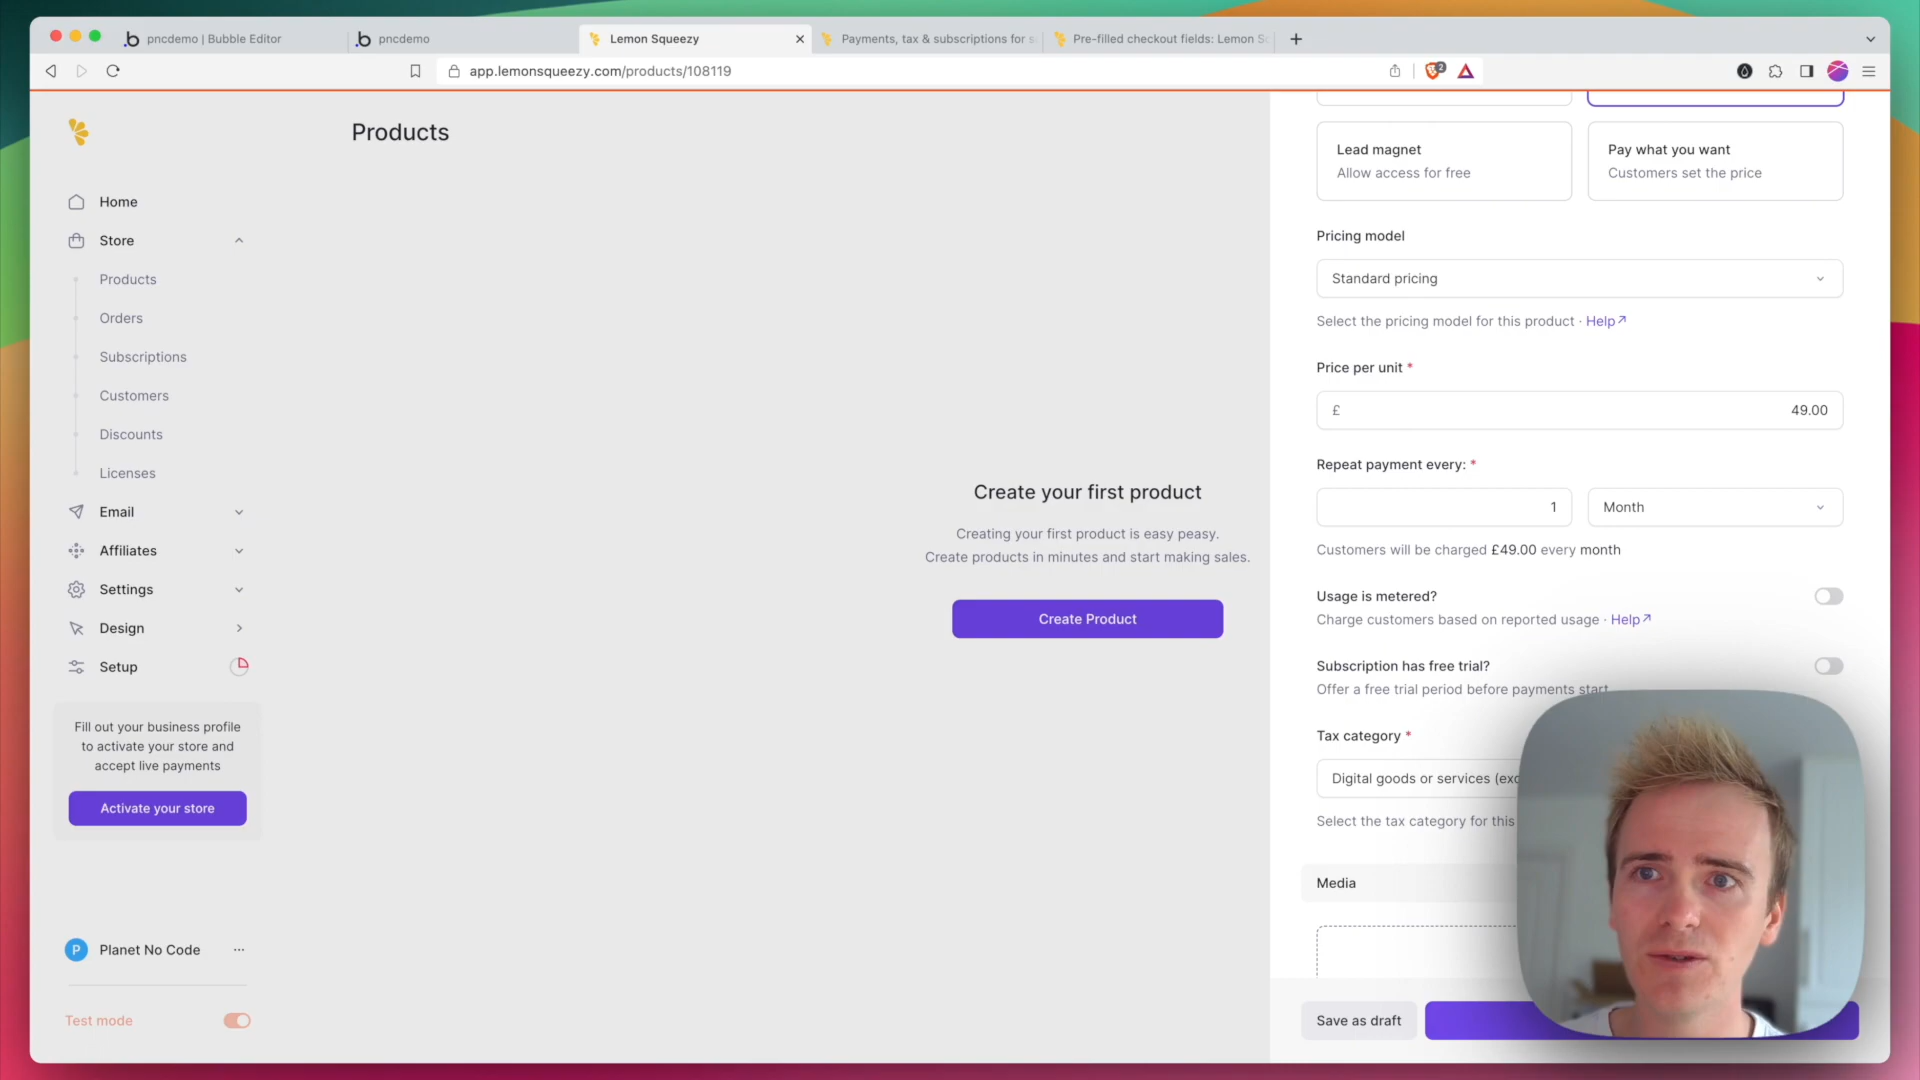 pncdemo | Bubble Editor
pncdemo
Lemon Squeezy
Payments, tax & subscriptions for s
Pre-filled checkout fields: Lemon Sc
app.lemonsqueezy.com/products/108119
2
Products
Home
Store
Products
Orders
Subscriptions
Customers
Discounts
Licenses
Email
Affiliates
Settings
Design
Setup
Fill out your business profile
to activate your store and
accept live payments
Activate your store
P Planet No Code
Test mode
Create your first product
Creating your first product is easy peasy.
Create products in minutes and start making sales.
Create Product
Lead magnet
Allow access for free
Pay what you want
Customers set the price
Pricing model
Standard pricing
Select the pricing model for this product · Help
Price per unit *
£ 49.00
Repeat payment every: *
1
Month
Customers will be charged £49.00 every month
Usage is metered?
Charge customers based on reported usage · Help
Subscription has free trial?
Offer a free trial period before payments start
Tax category *
Digital goods or services (exc
Select the tax category for this
Media
Save as draft